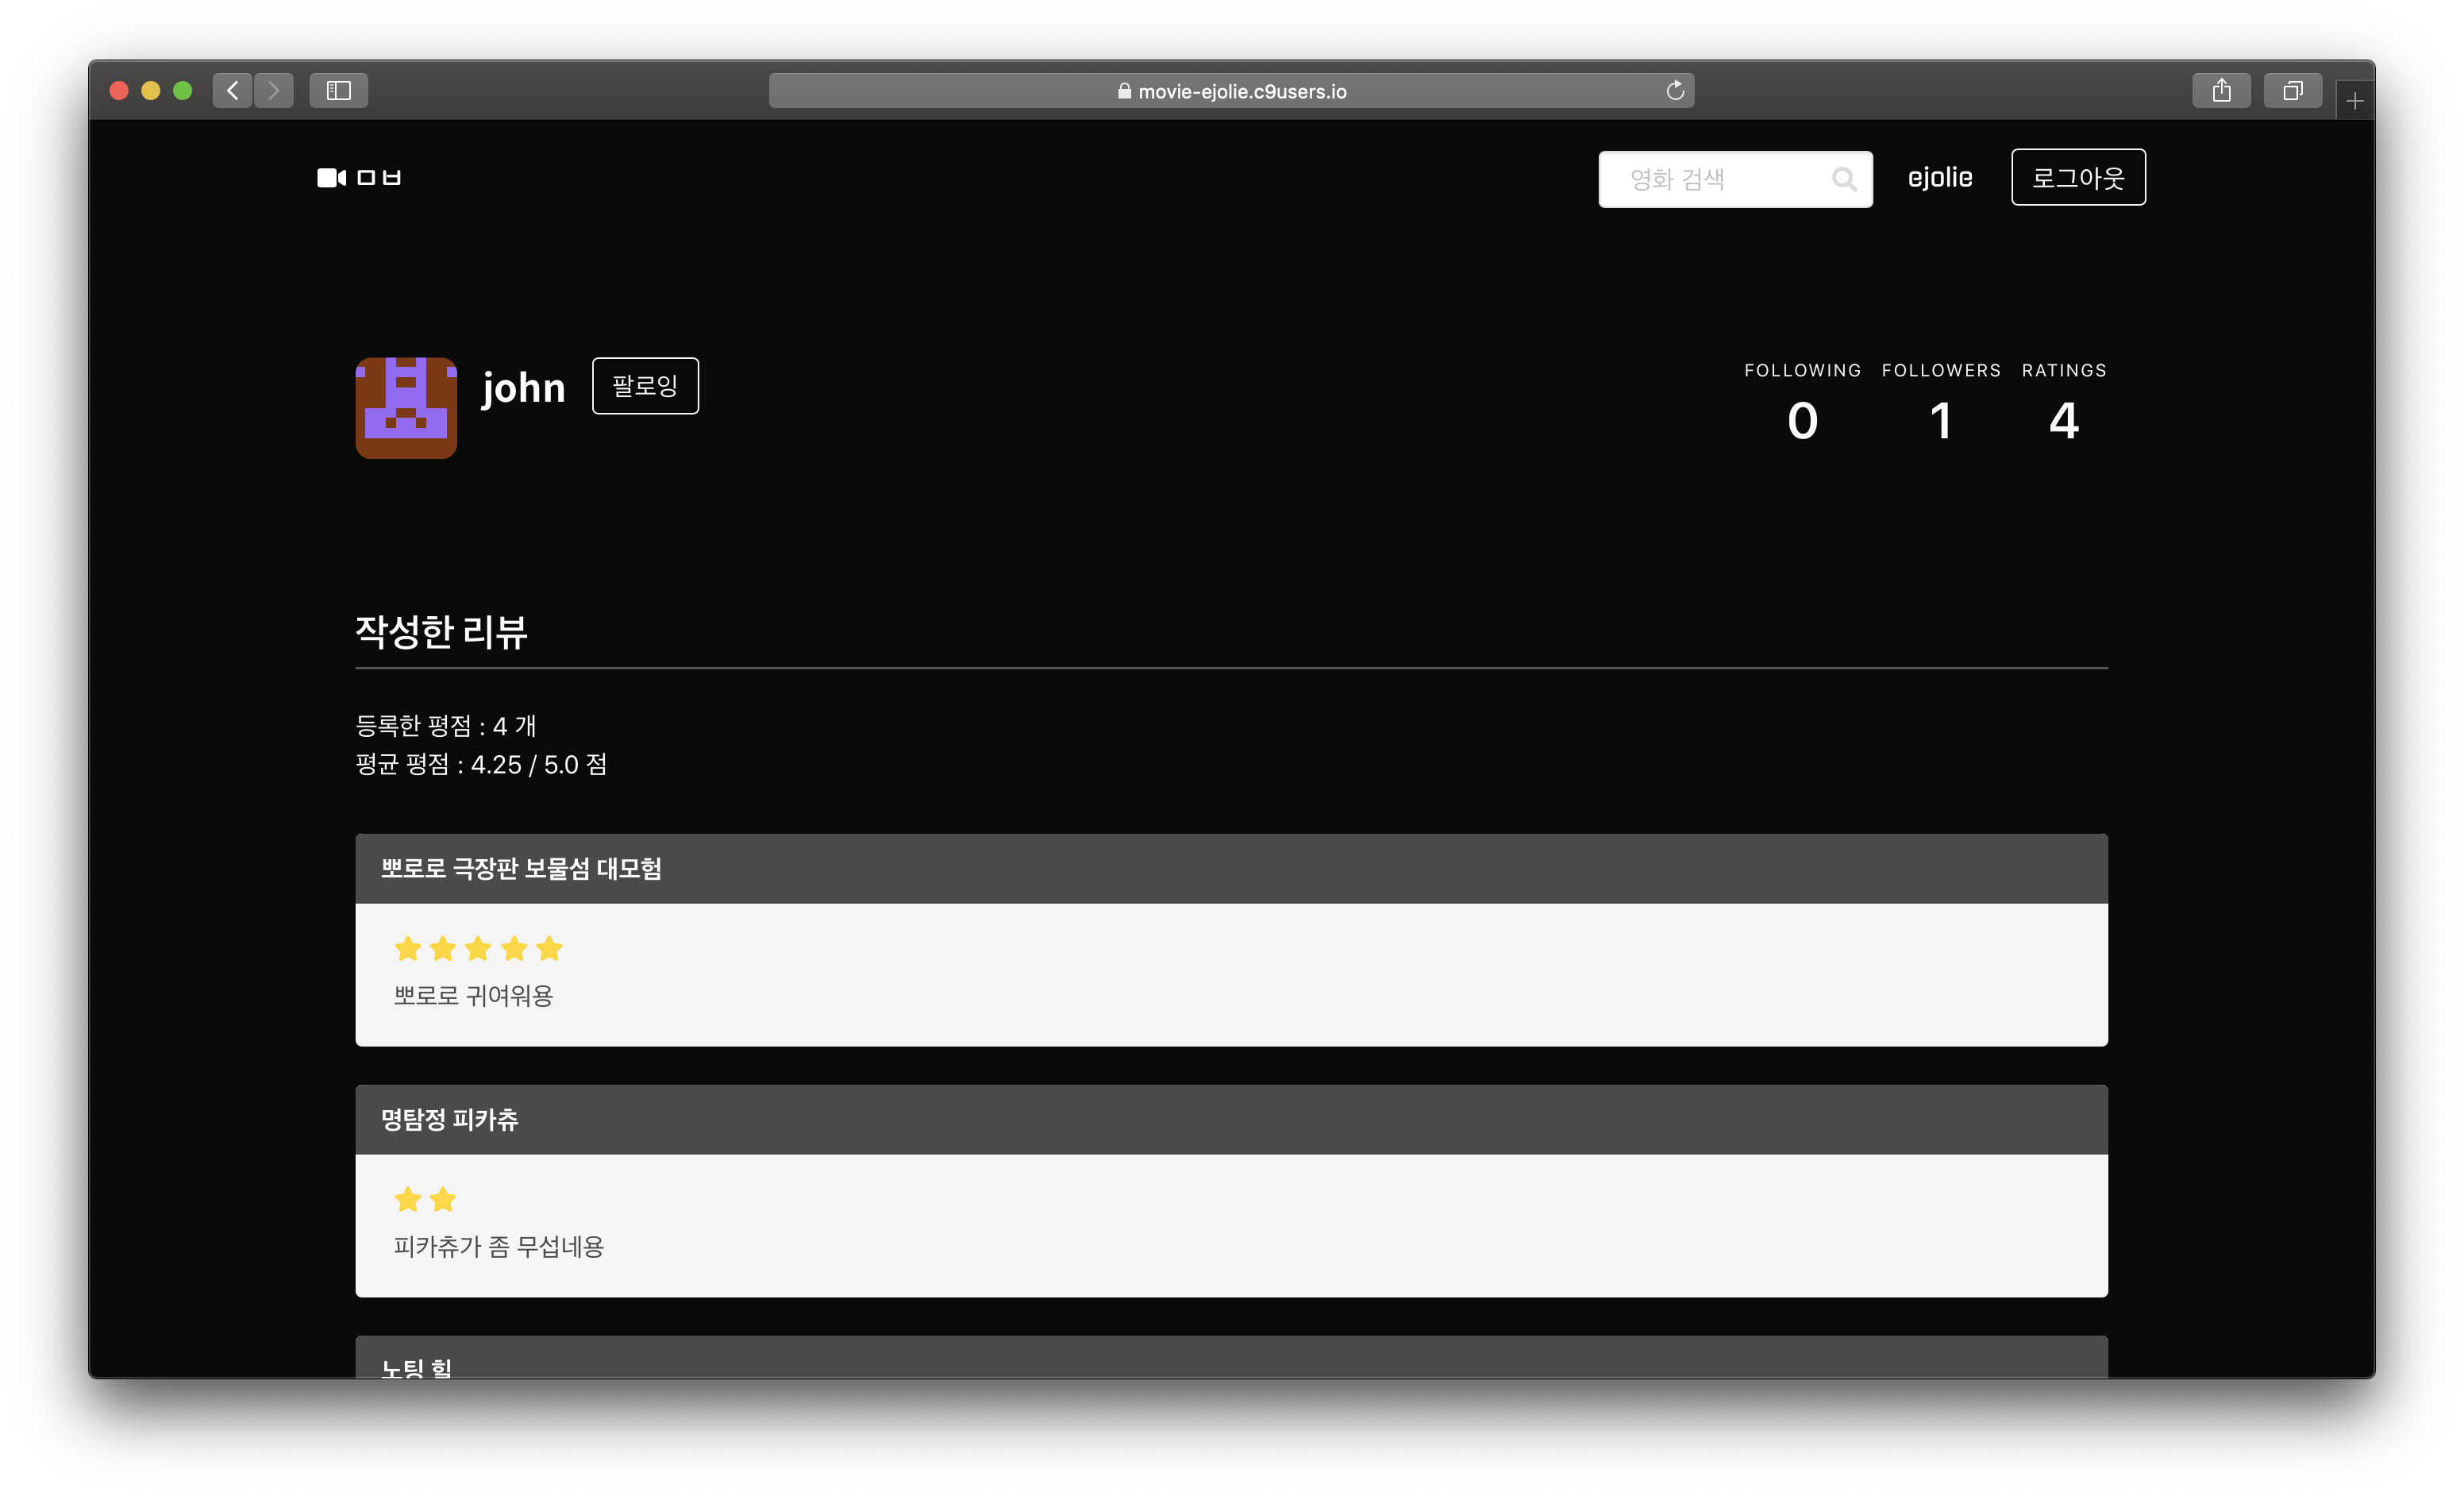 movie-ejolie.c9users.io
ㅁㅂ
영화 검색
ejolie
로그아웃
john
팔로잉
FOLLOWING FOLLOWERS RATINGS
0 1 4
작성한 리뷰
등록한 평점 : 4 개
평균 평점 : 4.25 / 5.0 점
뽀로로 극장판 보물섬 대모험
뽀로로 귀여워용
명탐정 피카츄
피카츄가 좀 무섭네용
노팅 힐